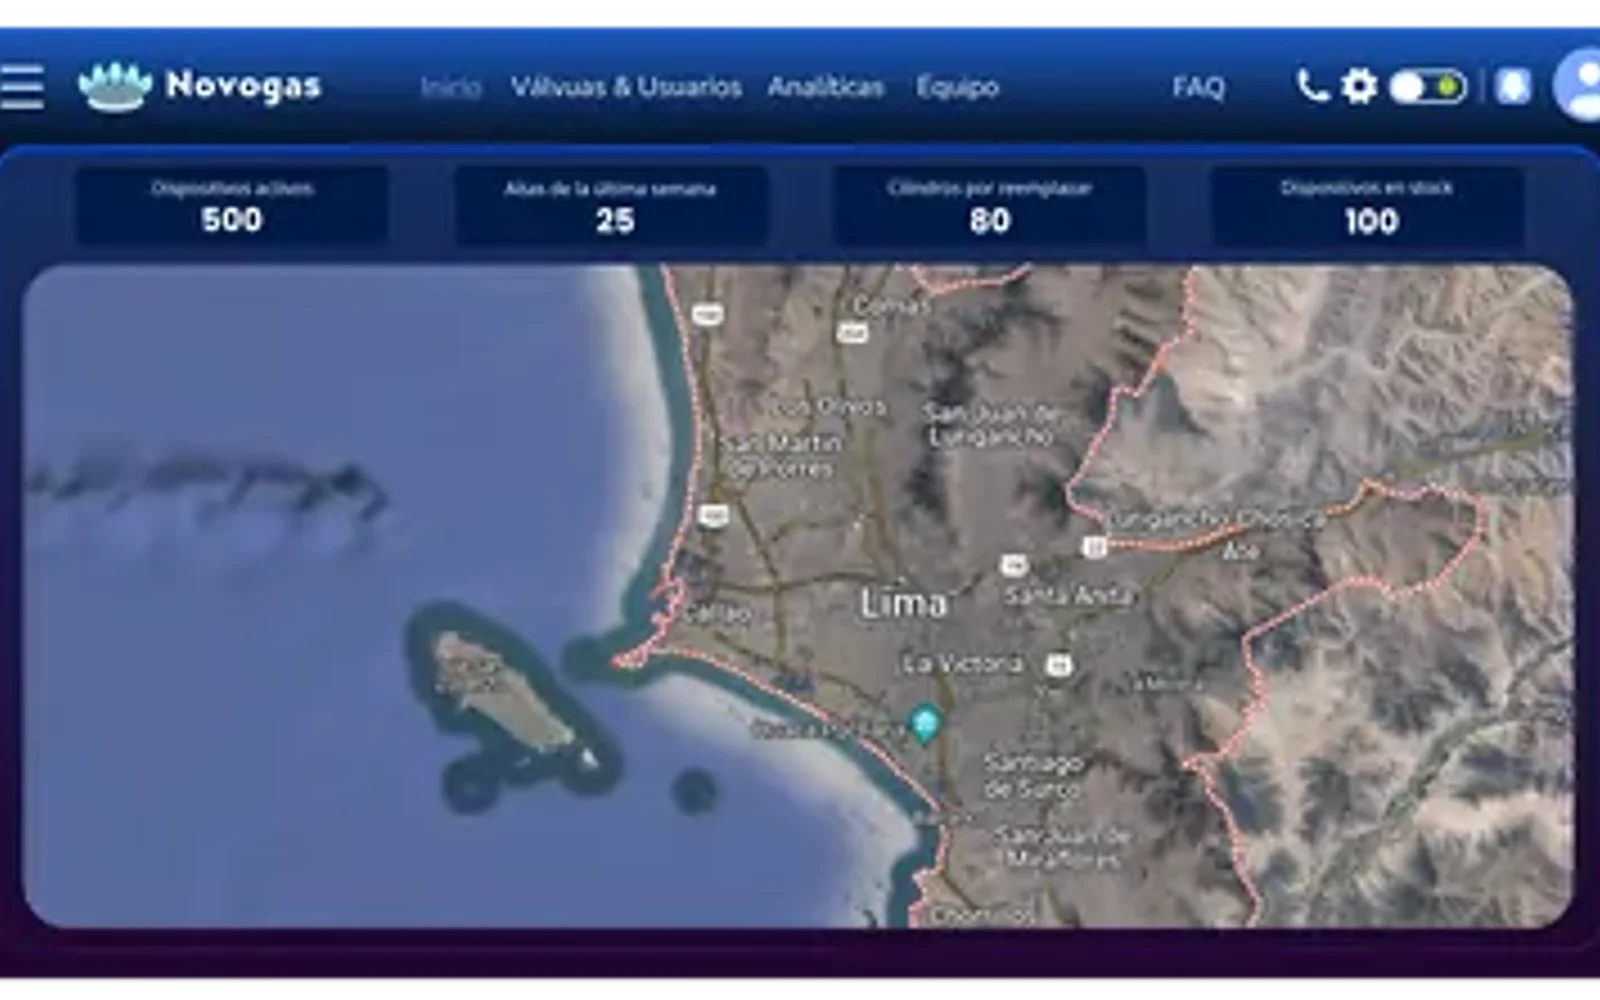 Novogas
Inicio
Válvuas & Usuarios
Analíticas
Equipo
FAQ
Dispositivos activos
500
Altas de la última semana
25
Cilindros por reemplazar
80
Dispositivos en stock
100
Comas
Los Olivos
San Juan de
Lurigancho
San Martín
de Porres
Lurigancho-Chosica
Ate
Callao
Lima
Santa Anita
La Victoria
La Molina
Santiago
de Surco
San Juan de
Miraflores
Chorrillos